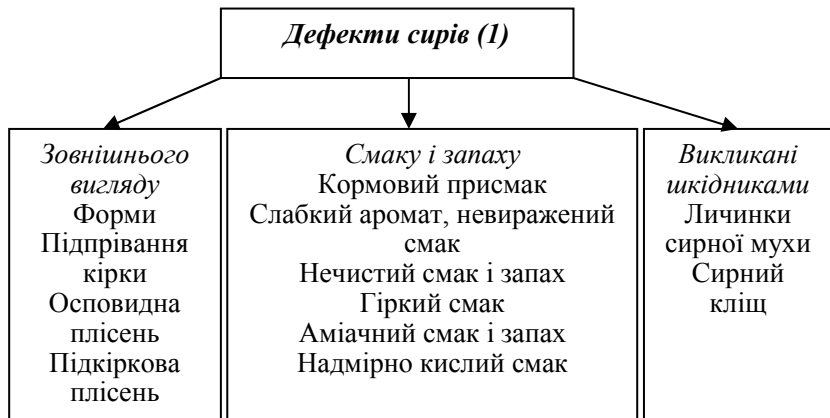 Дефекти сирів (1)
Зовнішнього
вигляду
Форми
Підпрівання
кірки
Осповидна
плісень
Підкіркова
плісень
Смаку і запаху
Кормовий присмак
Слабкий аромат, невиражений
смак
Нечистий смак і запах
Гіркий смак
Аміачний смак і запах
Надмірно кислий смак
Викликані
шкідниками
Личинки
сирної мухи
Сирний
кліщ